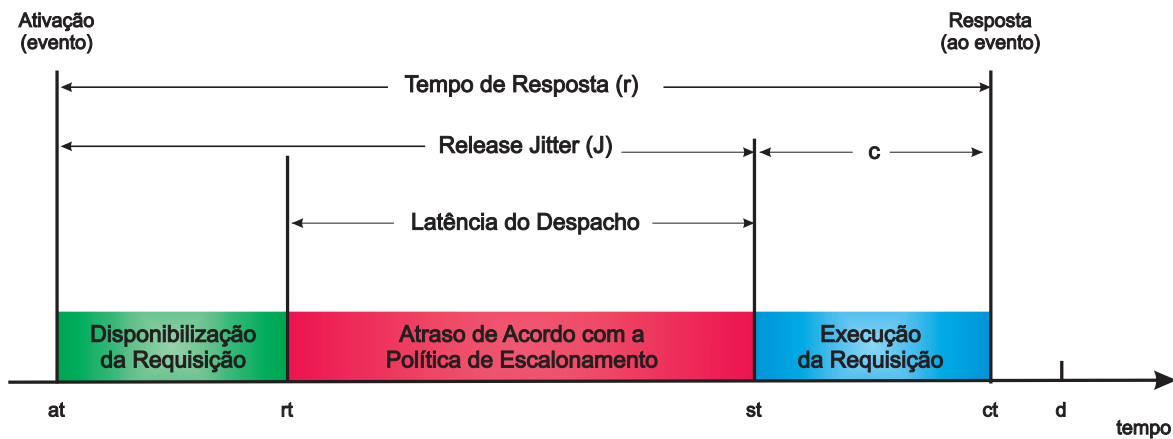 Ativação
(evento)
Resposta
(ao evento)
Tempo de Resposta (r)
Release Jitter (J)
c
Latência do Despacho
Disponibilização
da Requisição
Atraso de Acordo com a
Política de Escalonamento
Execução
da Requisição
at
rt
st
ct
d
tempo